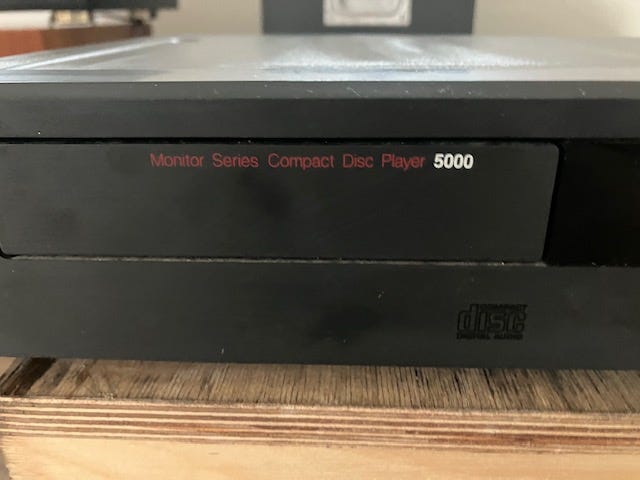 Monitor Series Compact Disc Player 5000
COMPACT
disc
DIGITAL AUDIO